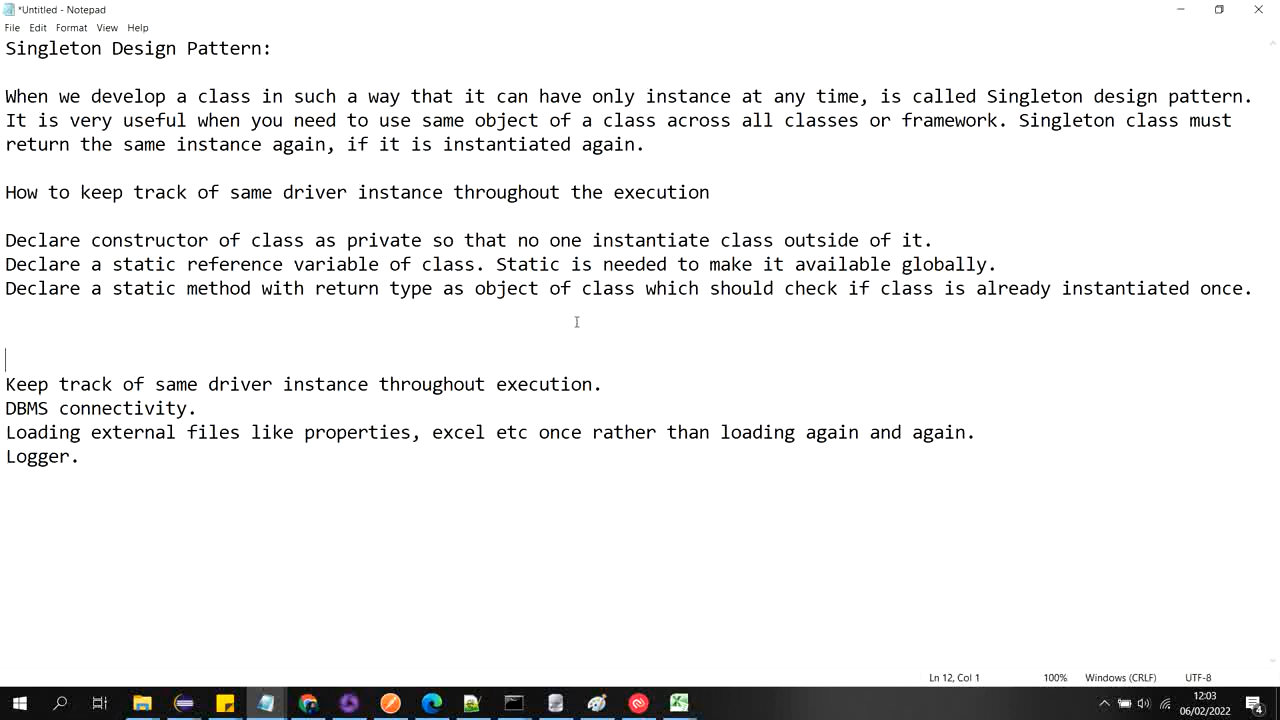 *Untitled - Notepad
File Edit Format View Help
Singleton Design Pattern:
When we develop a class in such a way that it can have only instance at any time, is called Singleton design pattern.
It is very useful when you need to use same object of a class across all classes or framework. Singleton class must
return the same instance again, if it is instantiated again.
How to keep track of same driver instance throughout the execution
Declare constructor of class as private so that no one instantiate class outside of it.
Declare a static reference variable of class. Static is needed to make it available globally.
Declare a static method with return type as object of class which should check if class is already instantiated once.
Keep track of same driver instance throughout execution.
DBMS connectivity.
Loading external files like properties, excel etc once rather than loading again and again.
Logger.
Ln 12, Col 1 100% Windows (CRLF) UTF-8
12:03
06/02/2022
4